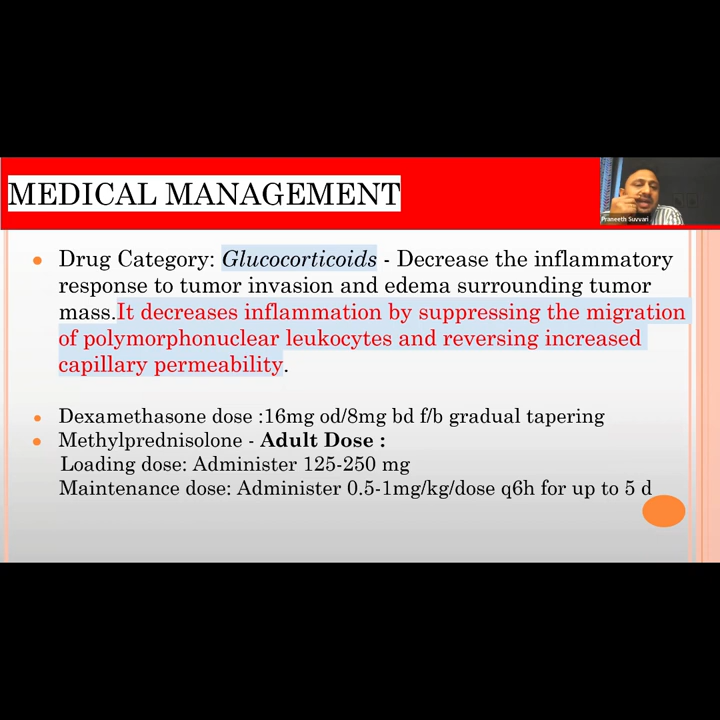 MEDICAL MANAGEMENT
Praneeth Suvvari
Drug Category: Glucocorticoids - Decrease the inflammatory
response to tumor invasion and edema surrounding tumor
mass.It decreases inflammation by suppressing the migration
of polymorphonuclear leukocytes and reversing increased
capillary permeability.
Dexamethasone dose :16mg od/8mg bd f/b gradual tapering
Methylprednisolone - Adult Dose :
Loading dose: Administer 125-250 mg
Maintenance dose: Administer 0.5-1mg/kg/dose q6h for up to 5 d